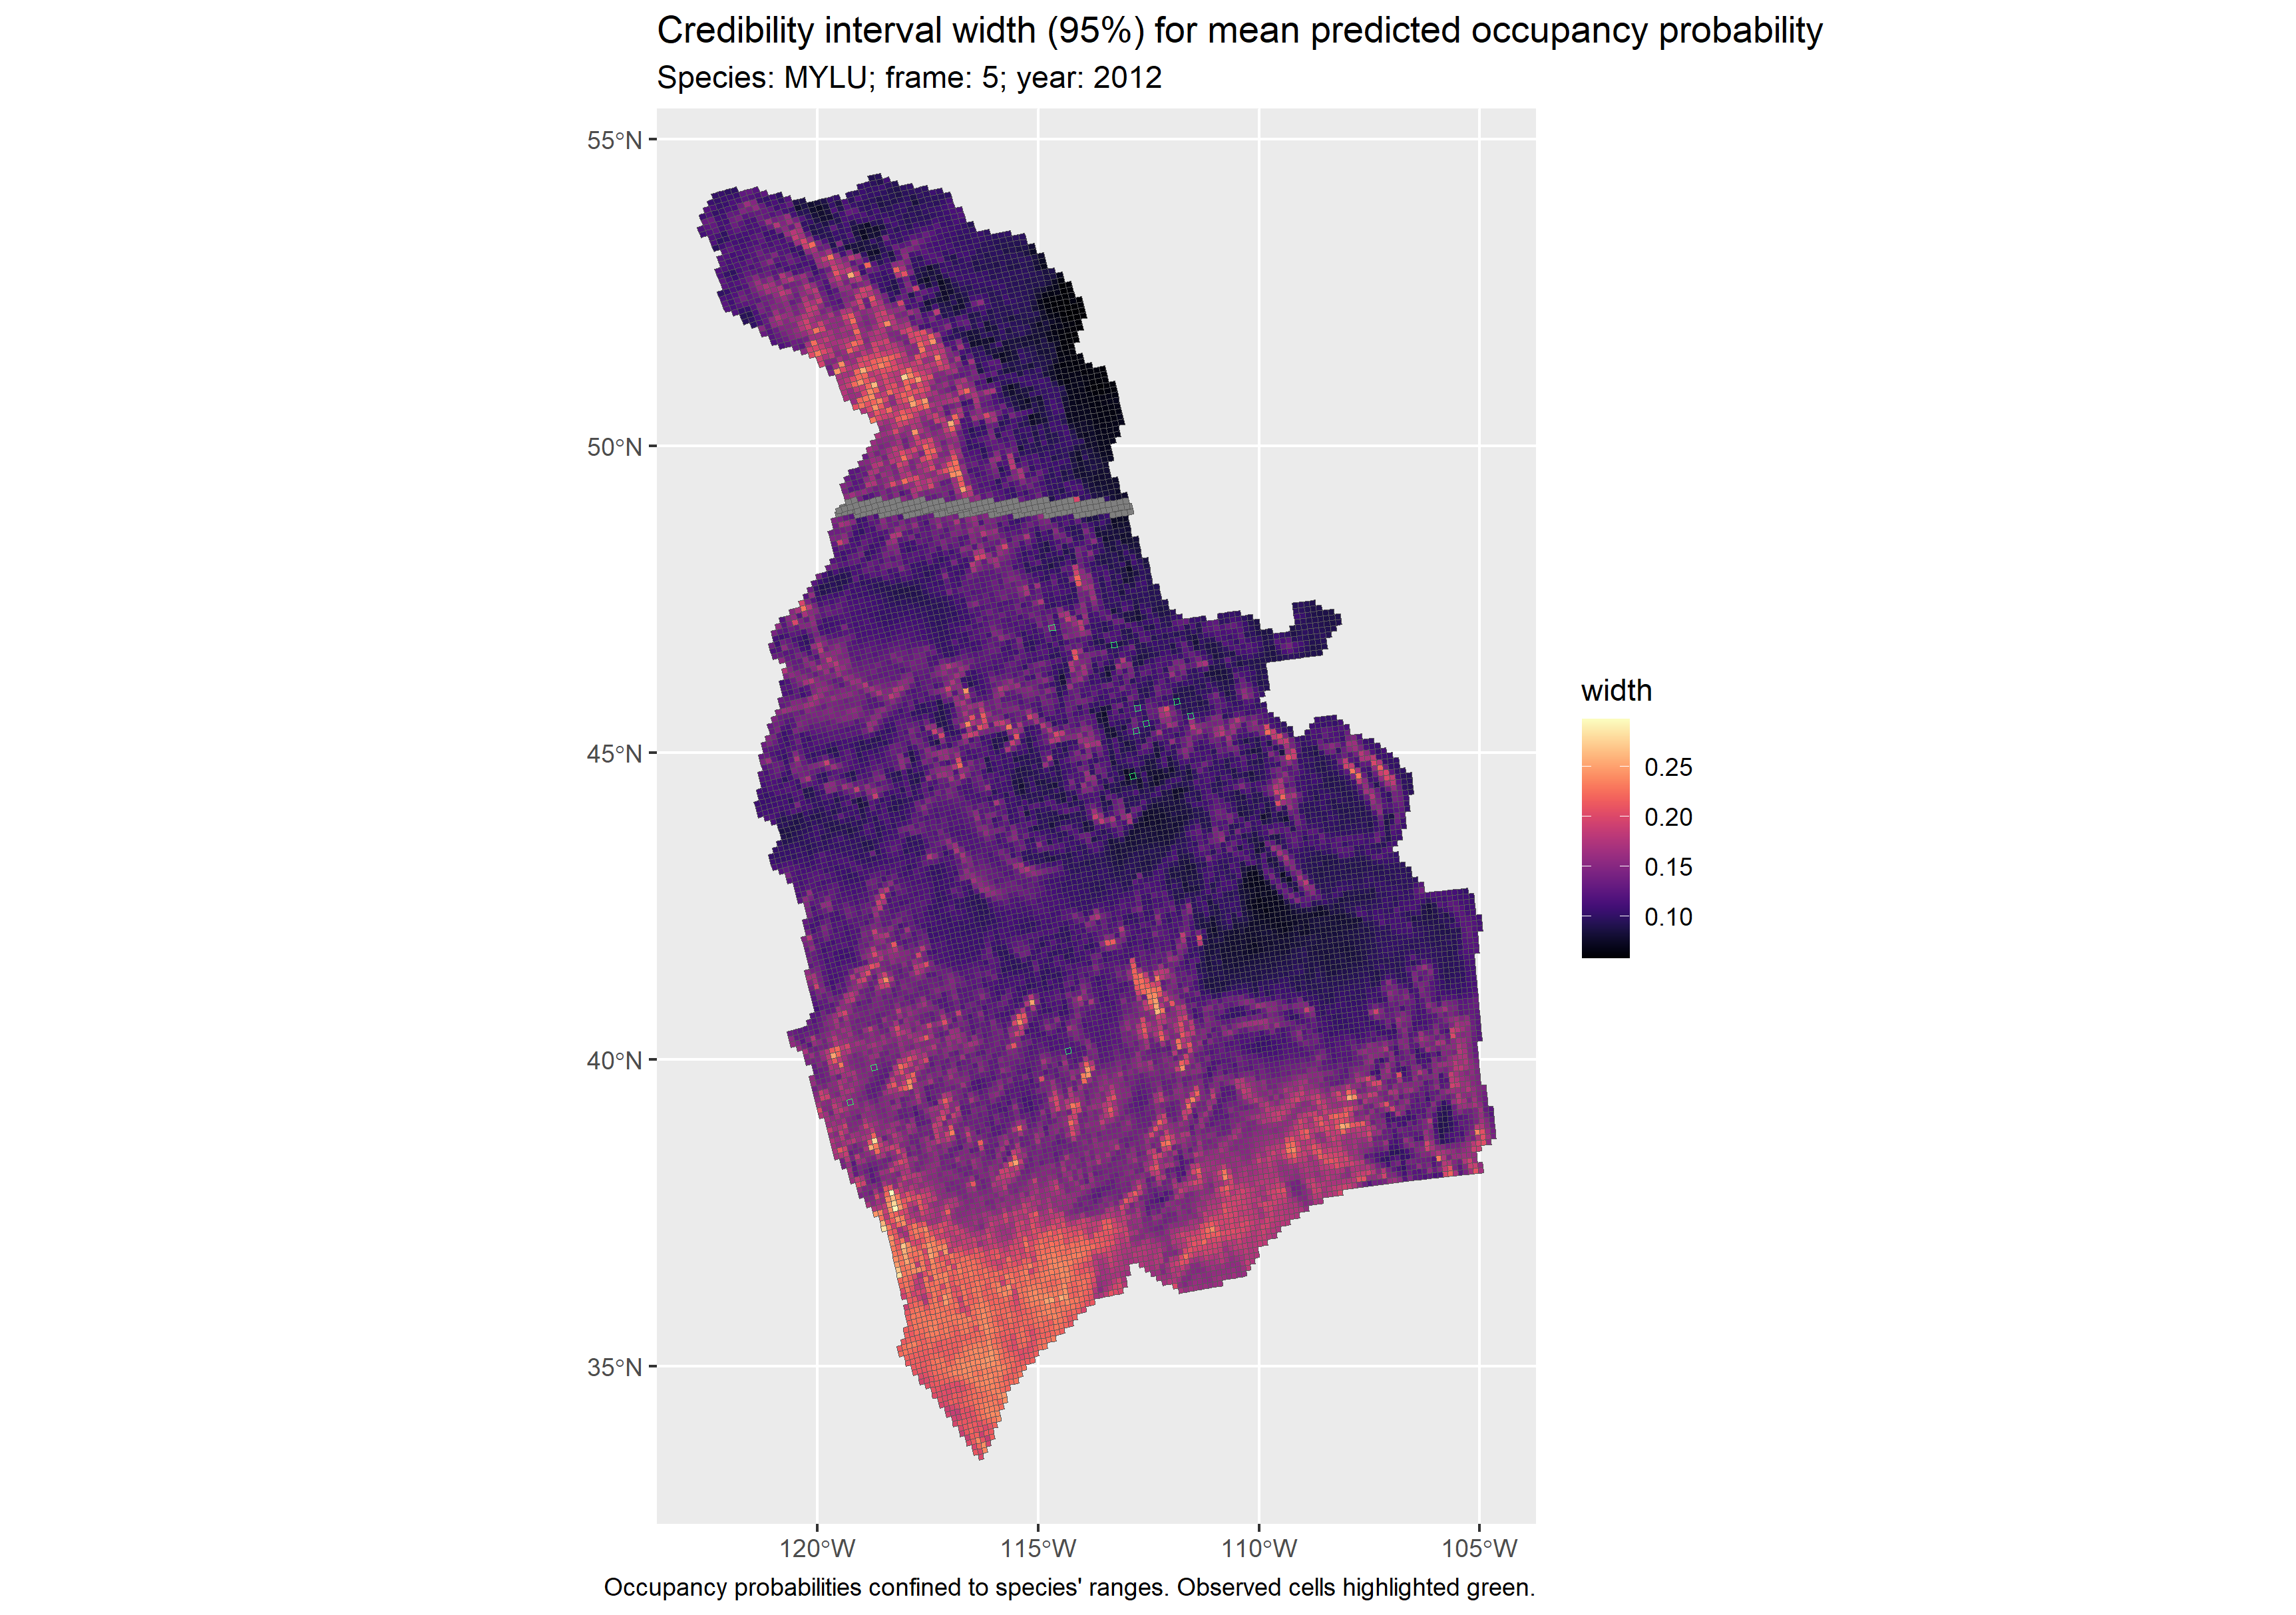 Credibility interval width (95%) for mean predicted occupancy probability
Species: MYLU; frame: 5; year: 2012
55°N
50°N
45°N
40°N
35°N
120°W
115°W
110°W
105°W
width
0.25
0.20
0.15
0.10
Occupancy probabilities confined to species' ranges. Observed cells highlighted green.